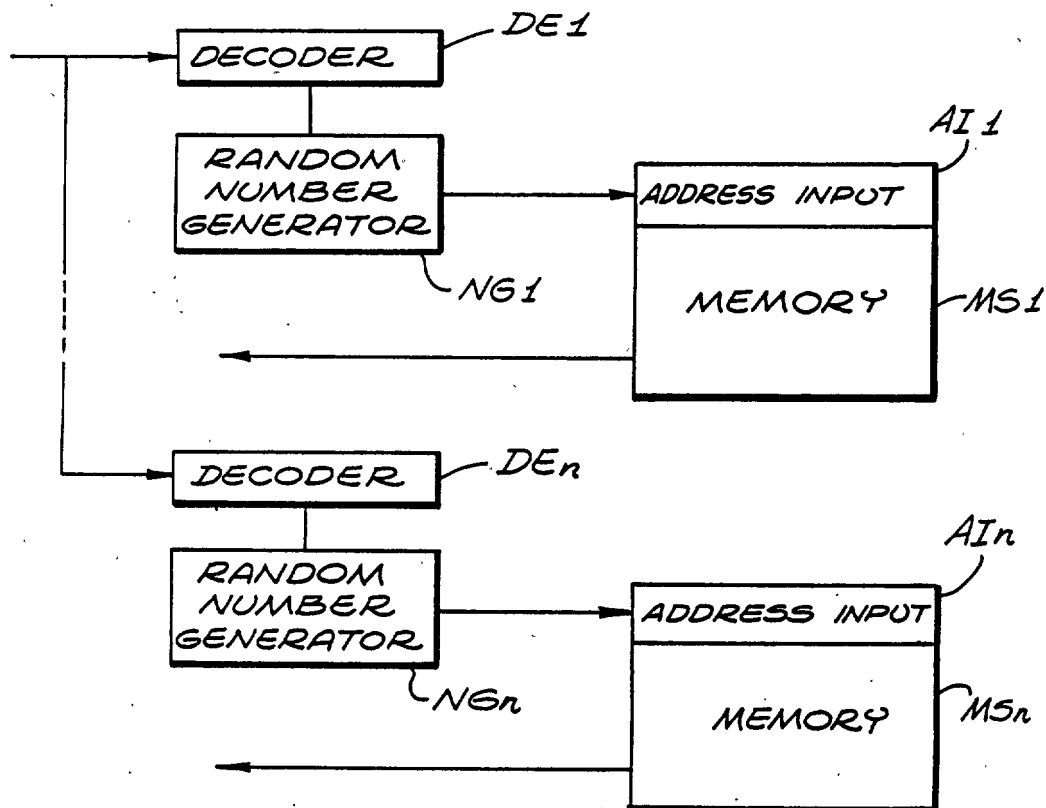 DE1
DECODER
AI1
RANDOM
NUMBER
GENERATOR
ADDRESS INPUT
NG1
MEMORY
MS1
DECODER
DEn
AIn
RANDOM
NUMBER
GENERATOR
ADDRESS INPUT
NGn
MEMORY
MSn